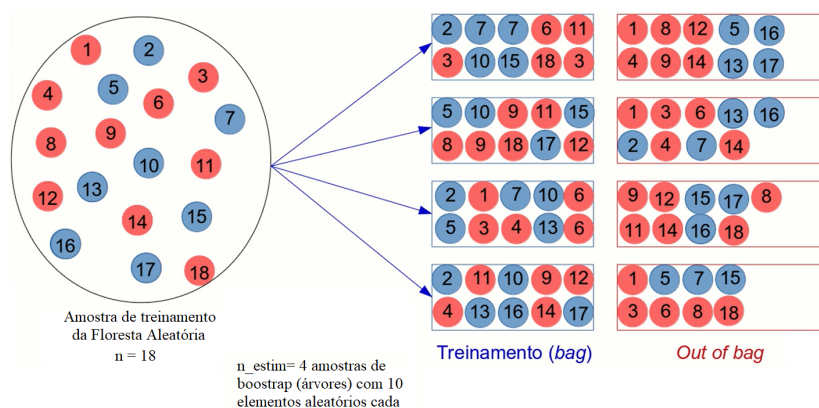 1
2
3
4
5
6
7
8
9
10
11
12
13
14
15
16
17
18
Amostra de treinamento
da Floresta Aleatória
n = 18
2 7 7 6 11
3 10 15 18 3
1 8 12 5 16
4 9 14 13 17
5 10 9 11 15
8 9 18 17 12
1 3 6 13 16
2 4 7 14
2 1 7 10 6
5 3 4 13 6
9 12 15 17 8
11 14 16 18
2 11 10 9 12
4 13 16 14 17
1 5 7 15
3 6 8 18
Treinamento (bag)
Out of bag
n_estim= 4 amostras de
boostrap (árvores) com 10
elementos aleatórios cada